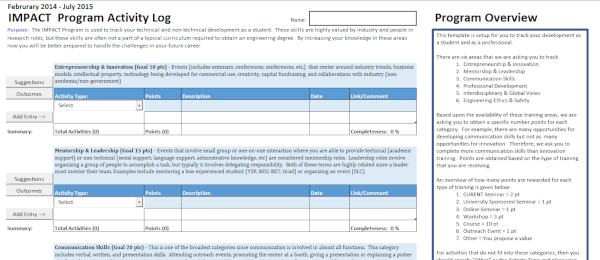 Februrary 2014 - July 2015
IMPACT Program Activity Log
Name:
Purpose: The IMPACT Program is used to track your technical and non-technical development as a student. These skills are highly valued by industry and people in
research roles, but these skills are often not a part of a typical curriculum required to obtain an engineering degree. By increasing your knowledge in these areas
now you will be better prepared to handle the challenges in your future career.
Entrepreneurship & Innovation (Goal 10 pts) - Events (includes seminars, conferences, conferences, etc.) that center around industry trends, business
models, intellectual property, technology being developed for commercial use, creativity, capital fundraising, and collaborations with industry (non-
academia/non-government)
Suggestions
Outcomes
Activity Type: Points Description Date Link/Comment
Select
Add Entry -->
Summary: Total Activities (0) Completeness: 0 %
Mentorship & Leadership (Goal 15 pts) - Events that involve small group or one-on-one interaction where you are able to provide technical (academic
support) or non-technical (social support, language support, administrative knowledge, etc) are considered mentorship roles. Leadership roles involve
organizing a group of people to accomplish a task, but typically it involves delegating responsibility. Both of these terms are highly related since a leader
must mentor their team. Examples include mentoring a less experienced student (YSP, REU, RET, Grad) or organizing an event (SLC).
Suggestions
Outcomes
Activity Type: Points Description Date Link/Comment
Select
Add Entry -->
Summary: Total Activities (0) Completeness: 0 %
Communication Skills (Goal 20 pts) - This is one of the broadest categories since communication is involved in almost all functions. This category
includes verbal, written, and presentation skills. Attending outreach events, promoting the center at a booth, giving a presentation or explaining a poster
Program Overview
This template is setup for you to track your development as
a student and as a professional.
There are six areas that we are asking you to track
1. Entrepreneurship & Innovation
2. Mentorship & Leadership
3. Communication Skills
4. Professional Development
5. Interdisciplinary & Global Views
6. Engineering Ethics & Safety
Based upon the availability of these training areas, we are
asking you to obtain a specific number points for each
category. For example, there are many opportunities for
developing communication skills but not as many
opportunities for innovation. Therefore, we ask you to
complete more communication skills than innovation
training. Points are obtained based on the type of training
that you are receiving.
An overview of how many points are rewarded for each
type of training is given below:
1. CURENT Seminar = 2 pt
2. University Sponsored Seminar = 1 pt
3. Online Seminar = 1 pt
4. Workshop = 3 pt
5. Course = 10 pt
6. Outreach Event = 1 pt
7. Other = You propose a value
For activities that do not fit into these categories, then you